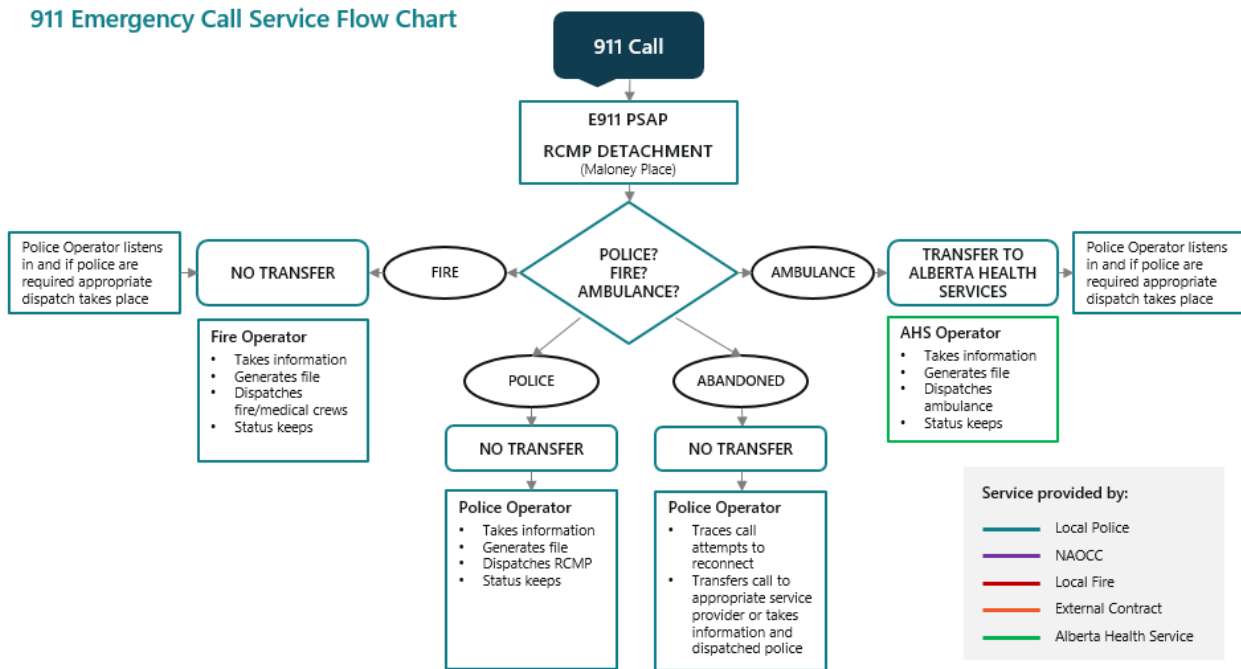 911 Emergency Call Service Flow Chart
911 Call
E911 PSAP
RCMP DETACHMENT
(Maloney Place)
POLICE?
FIRE?
AMBULANCE?
Police Operator listens
in and if police are
required appropriate
dispatch takes place
NO TRANSFER
FIRE
AMBULANCE
TRANSFER TO
ALBERTA HEALTH
SERVICES
Police Operator listens
in and if police are
required appropriate
dispatch takes place
Fire Operator
• Takes information
• Generates file
• Dispatches
fire/medical crews
• Status keeps
AHS Operator
• Takes information
• Generates file
• Dispatches
ambulance
• Status keeps
POLICE
ABANDONED
NO TRANSFER
NO TRANSFER
Police Operator
• Takes information
• Generates file
• Dispatches RCMP
• Status keeps
Police Operator
• Traces call
attempts to
reconnect
• Transfers call to
appropriate service
provider or takes
information and
dispatched police
Service provided by:
Local Police
NAOCC
Local Fire
External Contract
Alberta Health Service